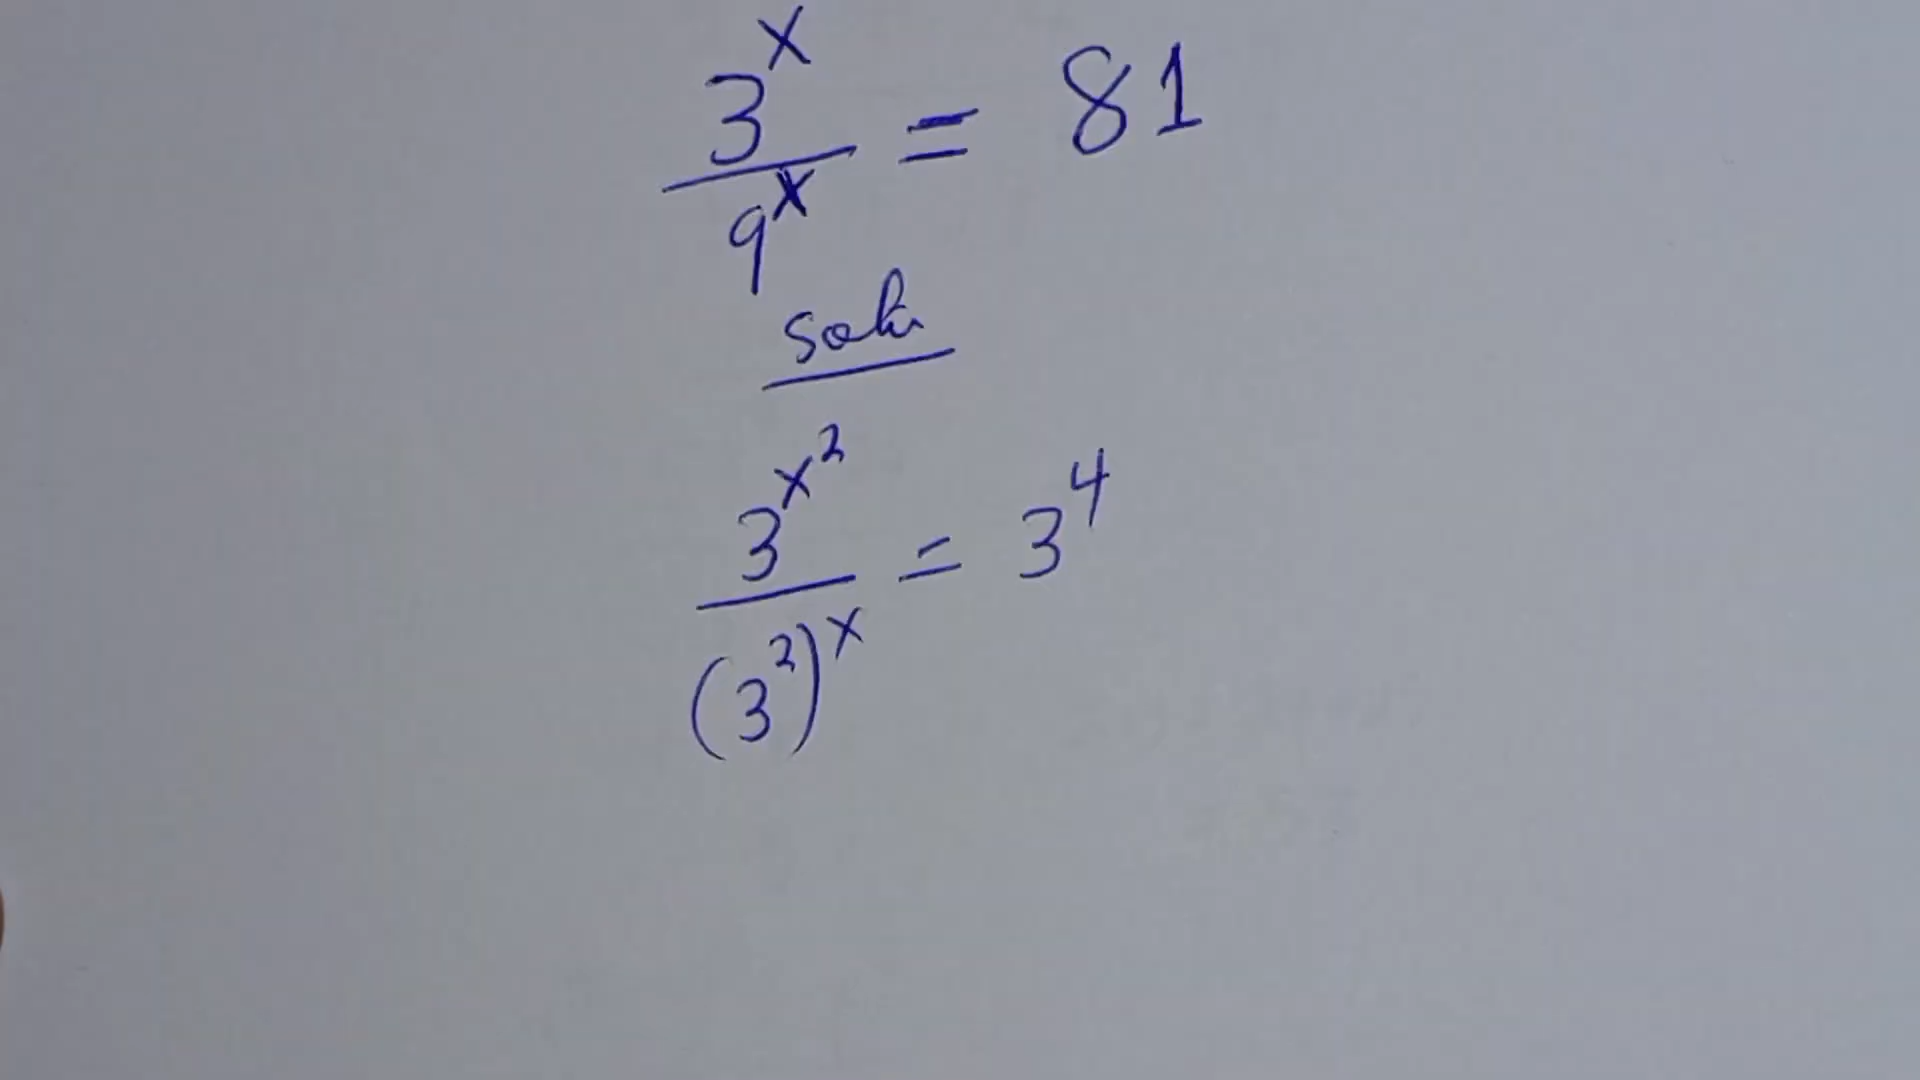 3^x / 9^x = 81
soln
3^x^2 / (3^2)^x = 3^4